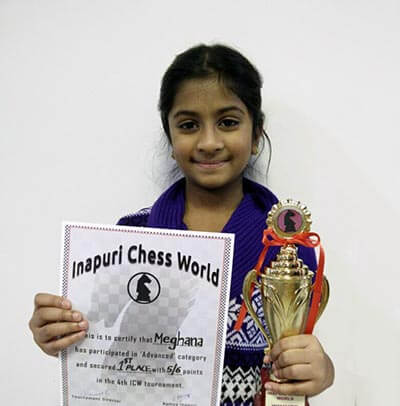 Inapuri Chess World
This is to certify that Meghana
has participated in 'Advanced' category
and secured 1ST PLACE with 5/6 points
in the 4th ICW tournament.
Tournament Director
WORLD